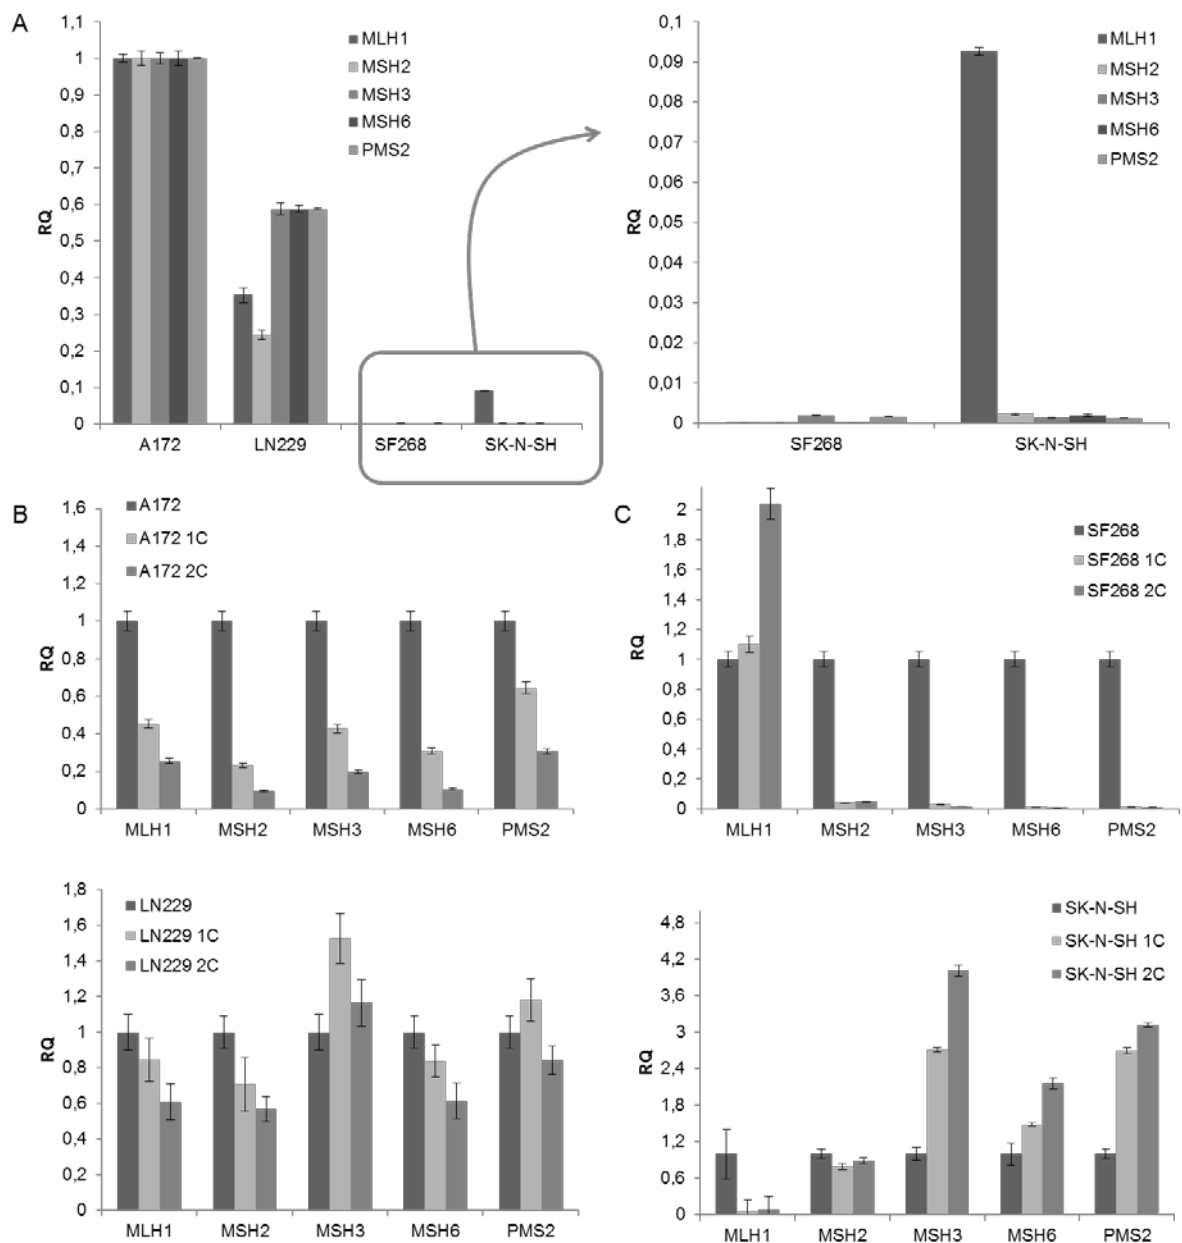 A
RQ
1,1
1
0,9
0,8
0,7
0,6
0,5
0,4
0,3
0,2
0,1
0
MLH1
MSH2
MSH3
MSH6
PMS2
A172 LN229 SF268 SK-N-SH
RQ
0,1
0,09
0,08
0,07
0,06
0,05
0,04
0,03
0,02
0,01
0
MLH1
MSH2
MSH3
MSH6
PMS2
SF268 SK-N-SH
B
RQ
1,6
1,4
1,2
1
0,8
0,6
0,4
0,2
0
A172
A172 1C
A172 2C
MLH1 MSH2 MSH3 MSH6 PMS2
C
RQ
2
1,8
1,6
1,4
1,2
1
0,8
0,6
0,4
0,2
0
SF268
SF268 1C
SF268 2C
MLH1 MSH2 MSH3 MSH6 PMS2
RQ
1,8
1,6
1,4
1,2
1
0,8
0,6
0,4
0,2
0
LN229
LN229 1C
LN229 2C
MLH1 MSH2 MSH3 MSH6 PMS2
RQ
4,8
4,2
3,6
3
2,4
1,8
1,2
0,6
0
SK-N-SH
SK-N-SH 1C
SK-N-SH 2C
MLH1 MSH2 MSH3 MSH6 PMS2